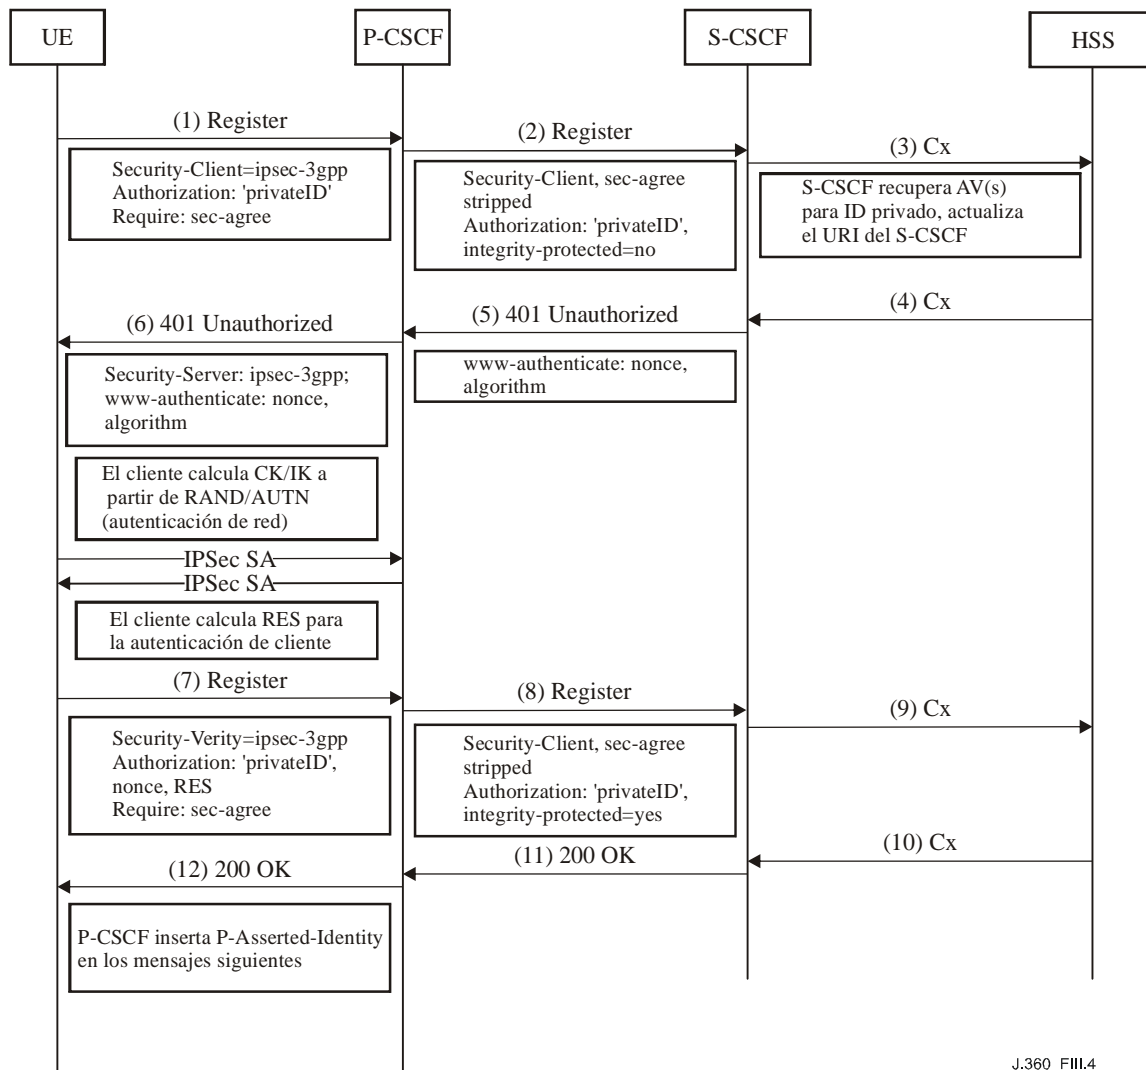 UE
P-CSCF
S-CSCF
HSS
(1) Register
(2) Register
(3) Cx
Security-Client=ipsec-3gpp
Authorization: 'privateID'
Require: sec-agree
Security-Client, sec-agree
stripped
Authorization: 'privateID',
integrity-protected=no
S-CSCF recupera AV(s)
para ID privado, actualiza
el URI del S-CSCF
(4) Cx
(5) 401 Unauthorized
(6) 401 Unauthorized
www-authenticate: nonce,
algorithm
Security-Server: ipsec-3gpp;
www-authenticate: nonce,
algorithm
El cliente calcula CK/IK a
partir de RAND/AUTN
(autenticación de red)
IPSec SA
IPSec SA
El cliente calcula RES para
la autenticación de cliente
(7) Register
(8) Register
(9) Cx
Security-Verity=ipsec-3gpp
Authorization: 'privateID',
nonce, RES
Require: sec-agree
Security-Client, sec-agree
stripped
Authorization: 'privateID',
integrity-protected=yes
(10) Cx
(11) 200 OK
(12) 200 OK
P-CSCF inserta P-Asserted-Identity
en los mensajes siguientes
J.360_FIII.4